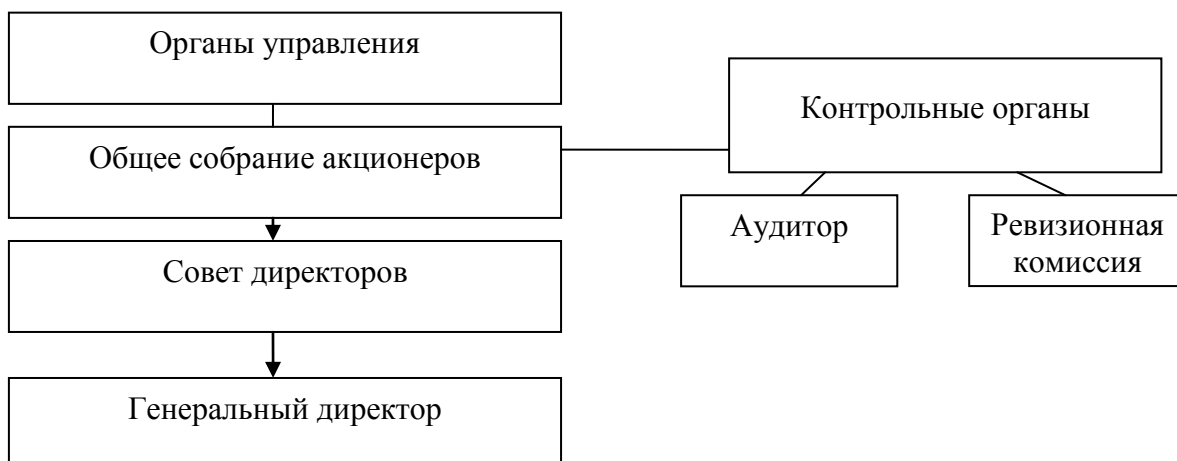 Органы управления
Контрольные органы
Общее собрание акционеров
Аудитор
Ревизионная
комиссия
Совет директоров
Генеральный директор